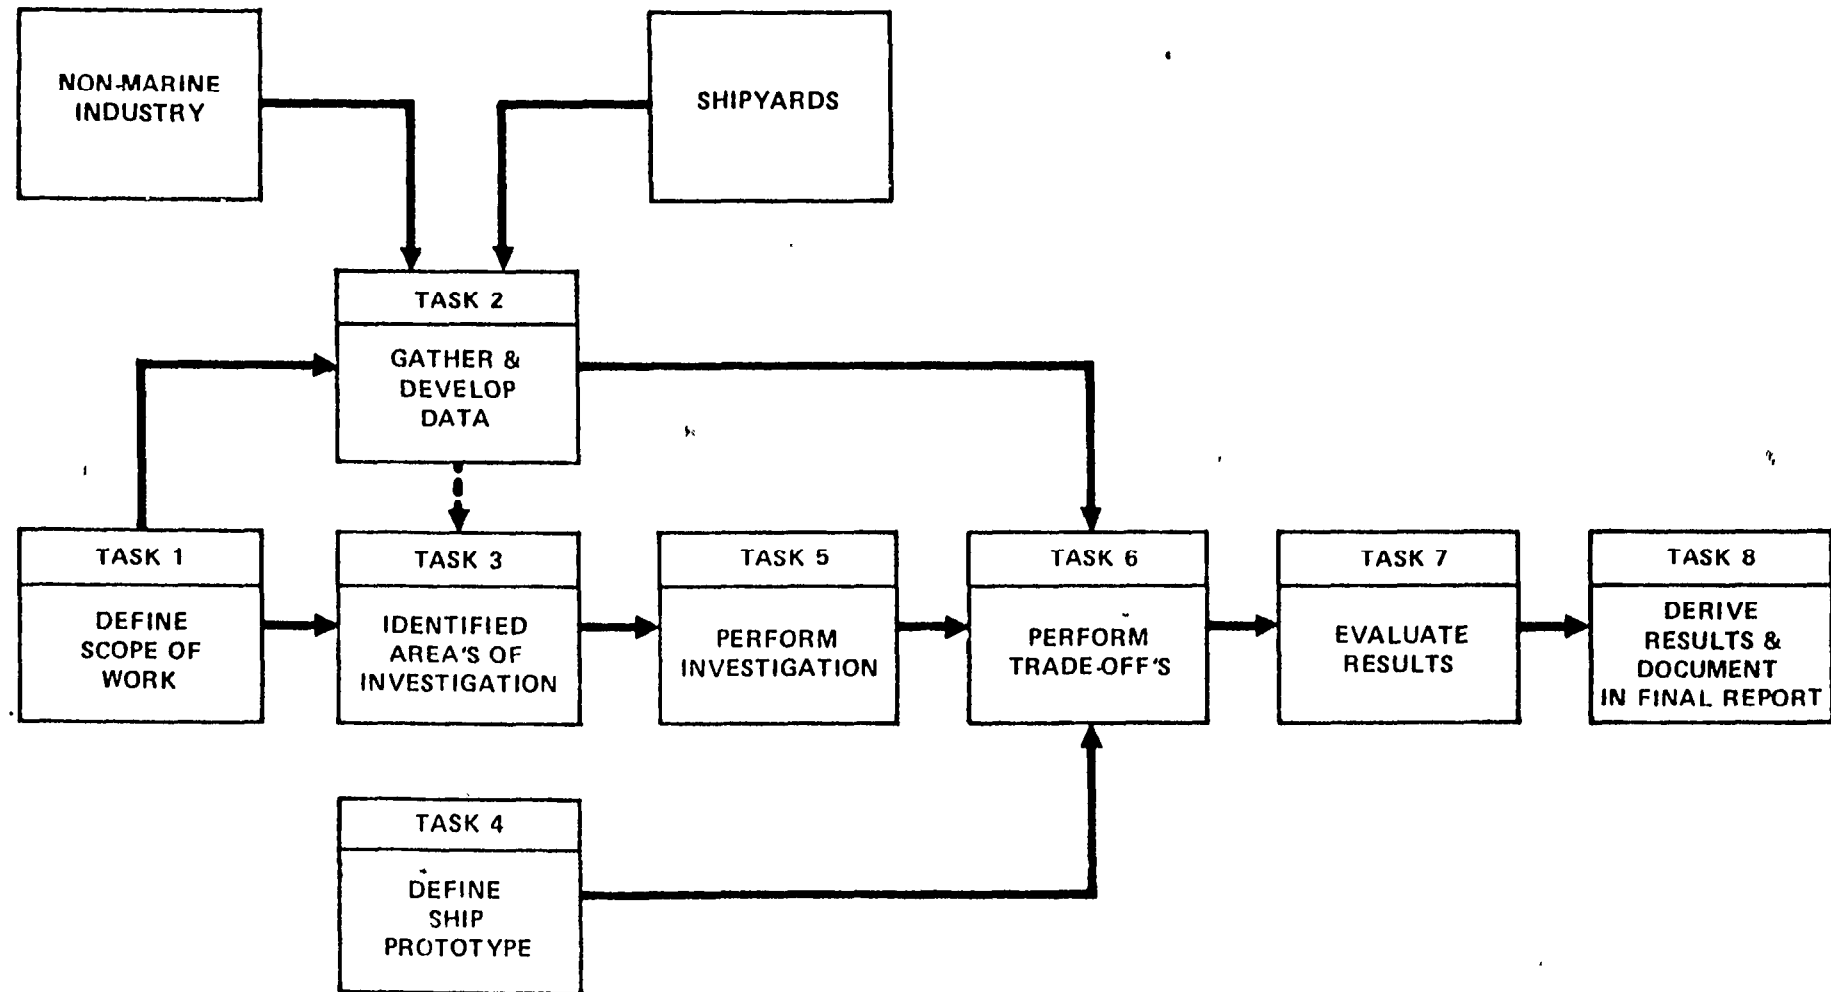 NON-MARINE
INDUSTRY
SHIPYARDS
TASK 2
GATHER &
DEVELOP
DATA
TASK 1
DEFINE
SCOPE OF
WORK
TASK 3
IDENTIFIED
AREA'S OF
INVESTIGATION
TASK 5
PERFORM
INVESTIGATION
TASK 6
PERFORM
TRADE-OFF'S
TASK 7
EVALUATE
RESULTS
TASK 8
DERIVE
RESULTS &
DOCUMENT
IN FINAL REPORT
TASK 4
DEFINE
SHIP
PROTOTYPE